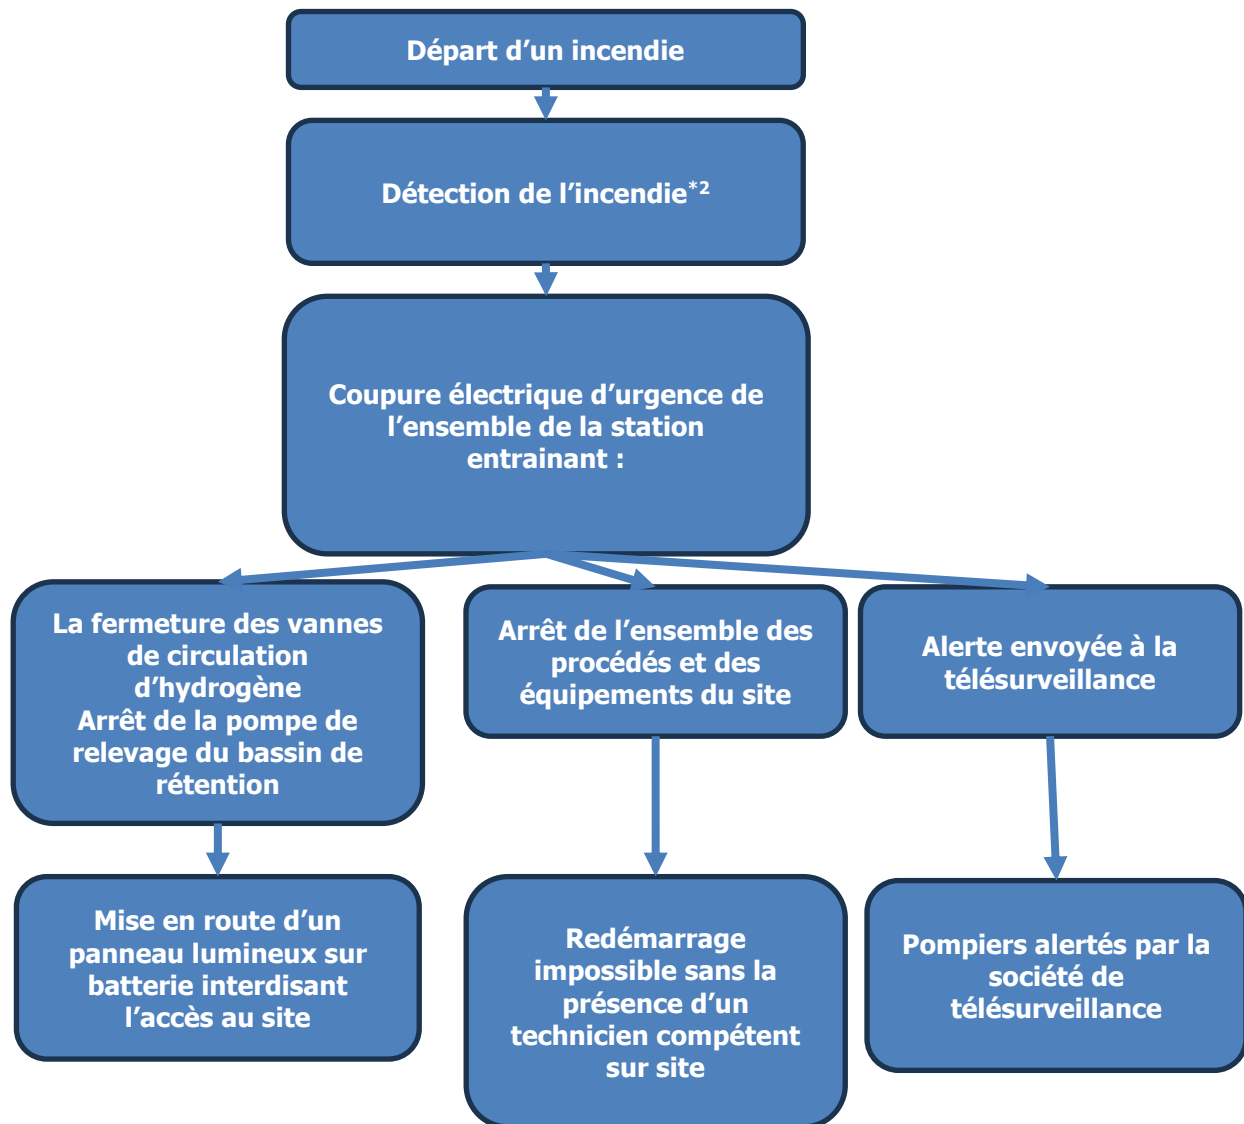 Départ d’un incendie
Détection de l’incendie*2
Coupure électrique d’urgence de
l’ensemble de la station
entrainant :
La fermeture des vannes
de circulation
d’hydrogène
Arrêt de la pompe de
relevage du bassin de
rétention
Arrêt de l’ensemble des
procédés et des
équipements du site
Alerte envoyée à la
télésurveillance
Mise en route d’un
panneau lumineux sur
batterie interdisant
l’accès au site
Redémarrage
impossible sans la
présence d’un
technicien compétent
sur site
Pompiers alertés par la
société de
télésurveillance